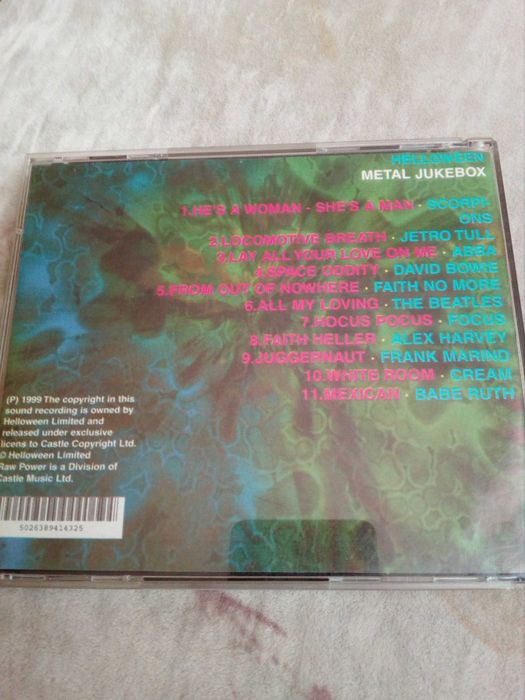 HELLOWEEN
METAL JUKEBOX
1.HE'S A WOMAN - SHE'S A MAN · SCORPI-
ONS
2.LOCOMOTIVE BREATH · JETRO TULL
3.LAY ALL YOUR LOVE ON ME · ABBA
4.SPACE ODDITY · DAVID BOWIE
5.FROM OUT OF NOWHERE · FAITH NO MORE
6.ALL MY LOVING · THE BEATLES
7.HOCUS POCUS · FOCUS
8.FAITH HELLER · ALEX HARVEY
9.JUGGERNAUT · FRANK MARINO
10.WHITE ROOM · CREAM
11.MEXICAN · BABE RUTH
(P) 1999 The copyright in this
sound recording is owned by
Helloween Limited and
released under exclusive
licens to Castle Copyright Ltd.
© Helloween Limited
Raw Power is a Division of
Castle Music Ltd.
5026389414325